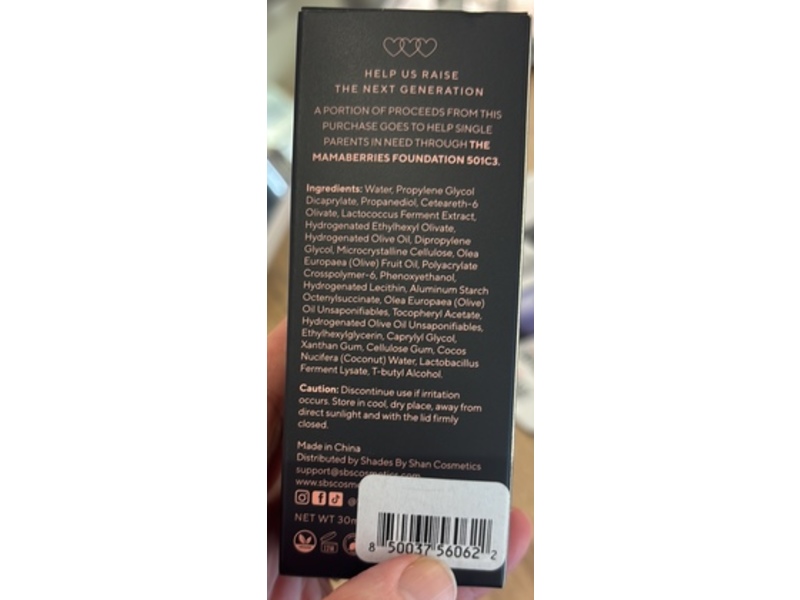 HELP US RAISE
THE NEXT GENERATION
A PORTION OF PROCEEDS FROM THIS
PURCHASE GOES TO HELP SINGLE
PARENTS IN NEED THROUGH THE
MAMABERRIES FOUNDATION 501C3.
Ingredients: Water, Propylene Glycol
Dicaprylate, Propanediol, Ceteareth-6
Olivate, Lactococcus Ferment Extract,
Hydrogenated Ethylhexyl Olivate,
Hydrogenated Olive Oil, Dipropylene
Glycol, Microcrystalline Cellulose, Olea
Europaea (Olive) Fruit Oil, Polyacrylate
Crosspolymer-6, Phenoxyethanol,
Hydrogenated Lecithin, Aluminum Starch
Octenylsuccinate, Olea Europaea (Olive)
Oil Unsaponifiables, Tocopheryl Acetate,
Hydrogenated Olive Oil Unsaponifiables,
Ethylhexylglycerin, Caprylyl Glycol,
Xanthan Gum, Cellulose Gum, Cocos
Nucifera (Coconut) Water, Lactobacillus
Ferment Lysate, T-butyl Alcohol.
Caution: Discontinue use if irritation
occurs. Store in cool, dry place, away from
direct sunlight and with the lid firmly
closed.
Made in China
Distributed by Shades By Shan Cosmetics
support@sbscosmetics.com
www.sbscosme
@
NET WT 30m
12M
8 50037 56062 2